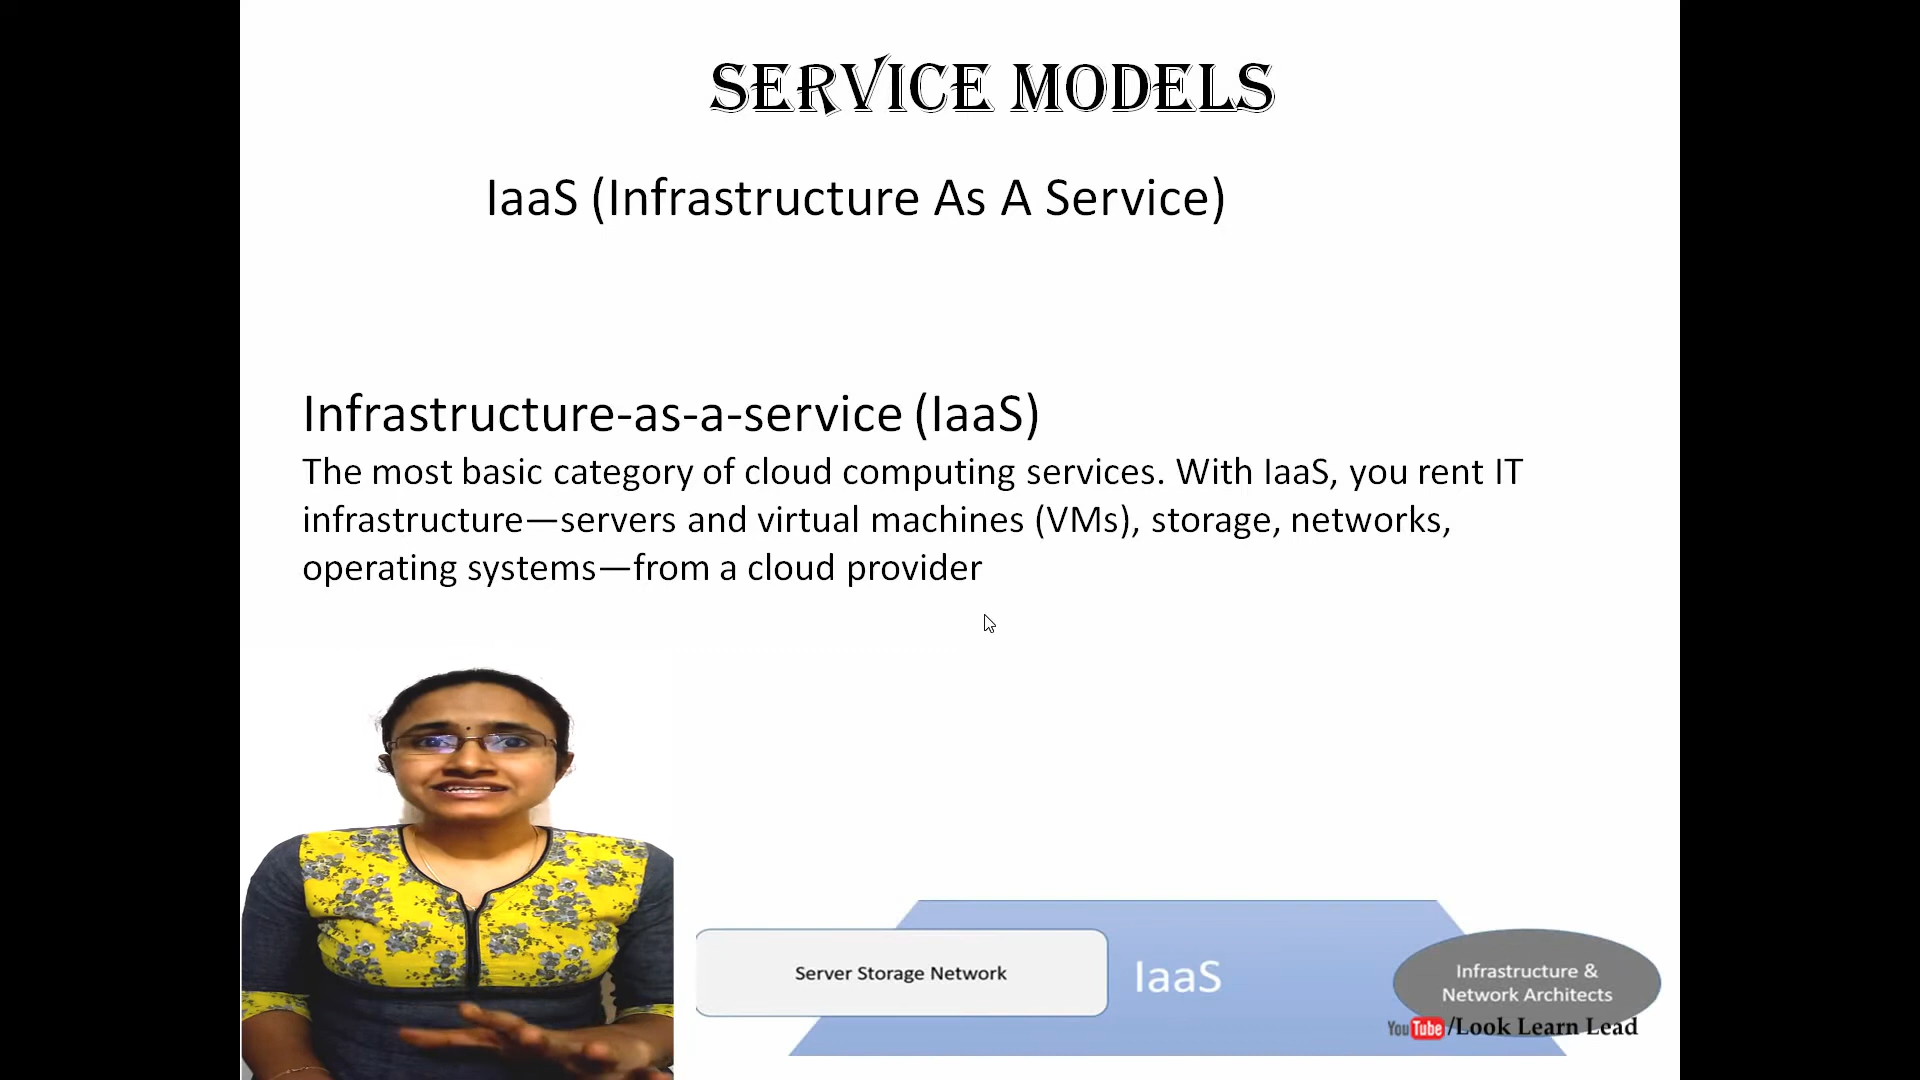 SERVICE MODELS
IaaS (Infrastructure As A Service)
Infrastructure-as-a-service (IaaS)
The most basic category of cloud computing services. With IaaS, you rent IT
infrastructure—servers and virtual machines (VMs), storage, networks,
operating systems—from a cloud provider
Server Storage Network
IaaS
Infrastructure &
Network Architects
YouTube/Look Learn Lead